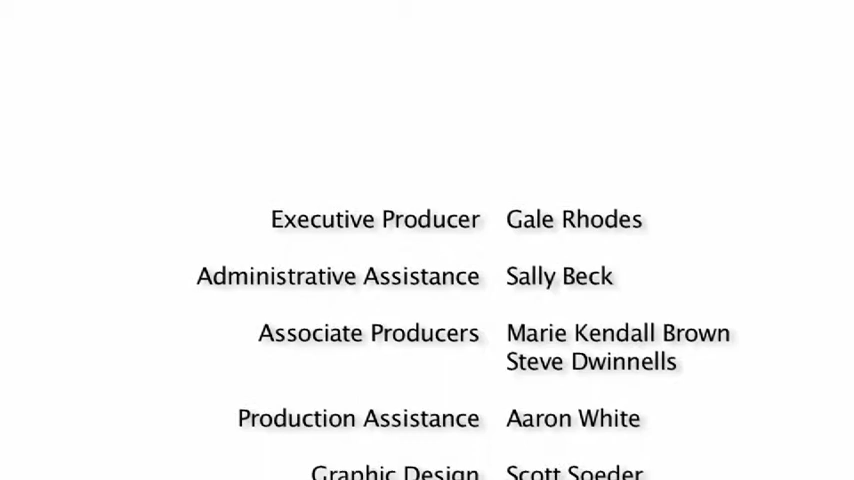 Executive Producer Gale Rhodes
Administrative Assistance Sally Beck
Associate Producers Marie Kendall Brown
Steve Dwinnells
Production Assistance Aaron White
Graphic Design Scott Soeder